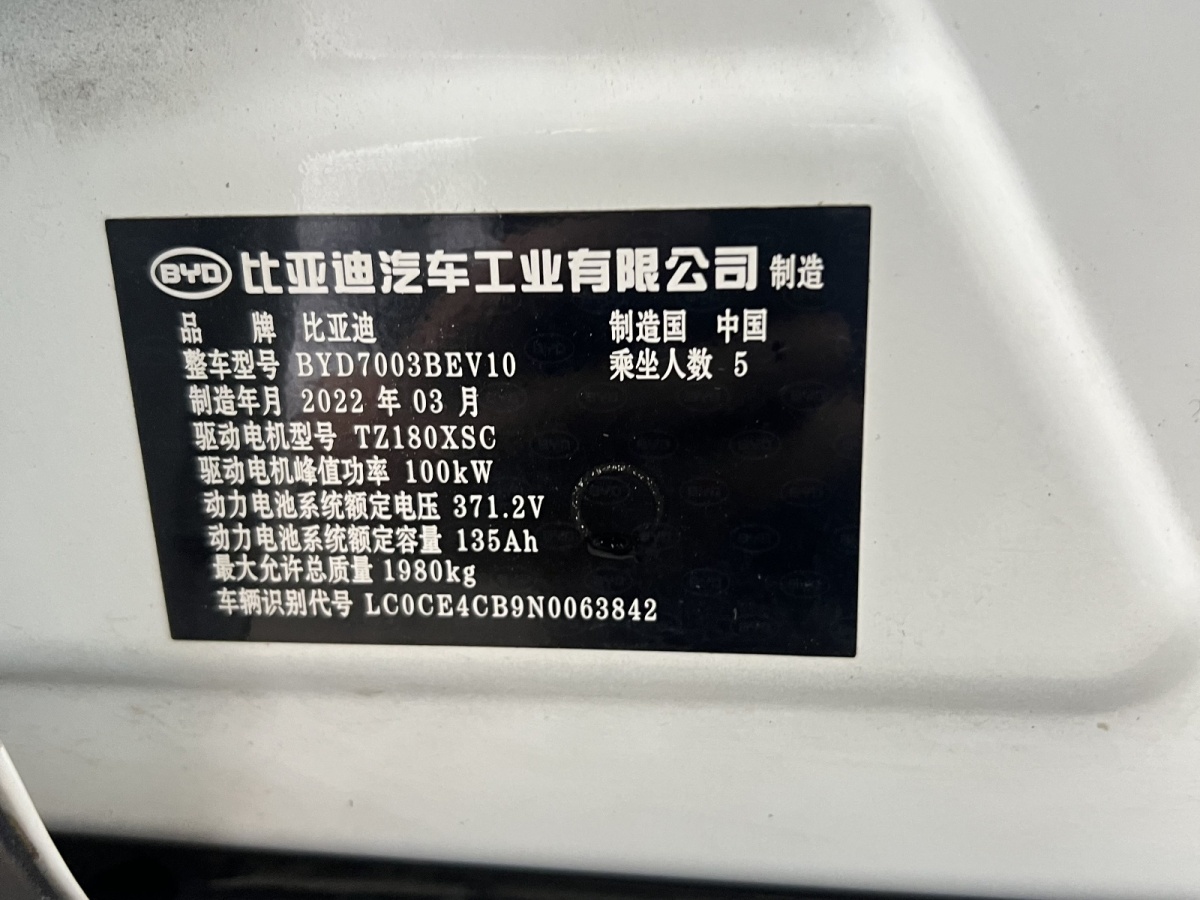 BYD 比亚迪汽车工业有限公司 制造
品 牌 比亚迪 制造国 中国
整车型号 BYD7003BEV10 乘坐人数 5
制造年月 2022 年 03 月
驱动电机型号 TZ180XSC
驱动电机峰值功率 100kW
动力电池系统额定电压 371.2V
动力电池系统额定容量 135Ah
最大允许总质量 1980kg
车辆识别代号 LC0CE4CB9N0063842